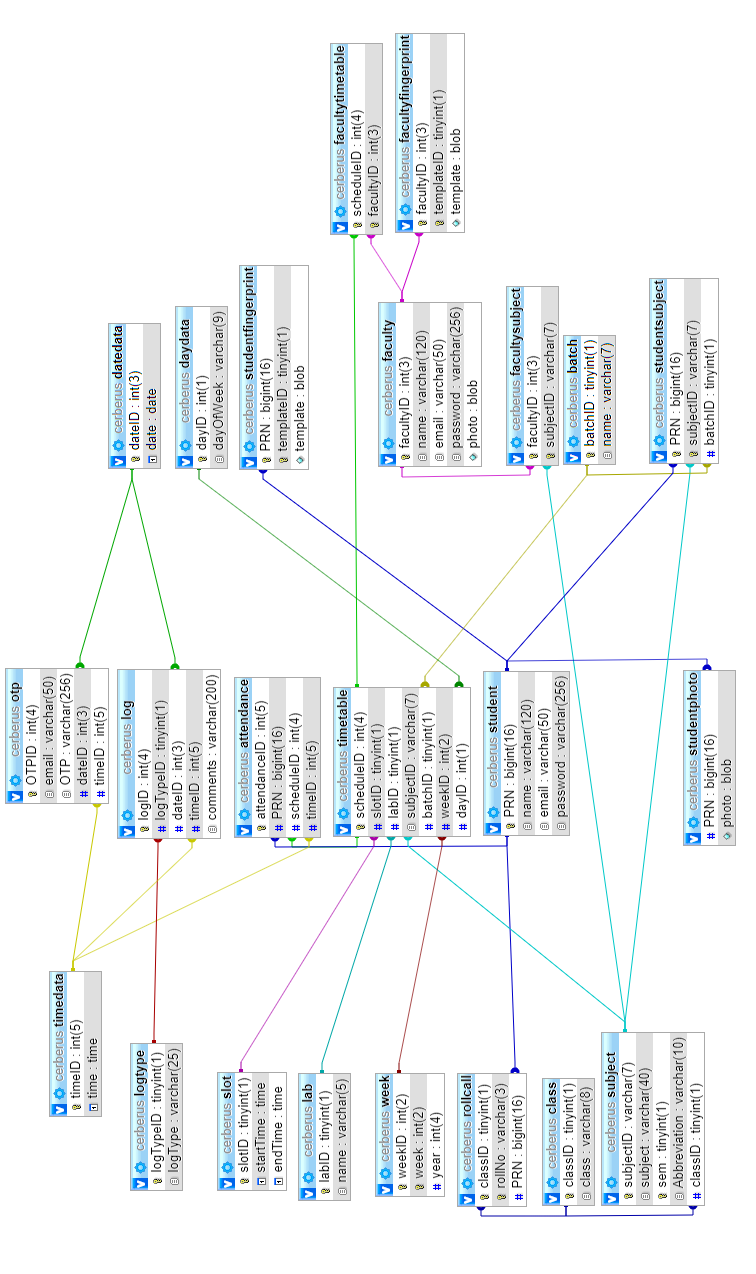 cerberus timedata
timeID : int(5)
time : time
cerberus logtype
logTypeID : tinyint(1)
logType : varchar(25)
cerberus slot
slotID : tinyint(1)
startTime : time
endTime : time
cerberus lab
labID : tinyint(1)
name : varchar(5)
cerberus week
weekID : int(2)
week : int(2)
# year : int(4)
cerberus rollcall
classID : tinyint(1)
rollNo : varchar(3)
# PRN : bigint(16)
cerberus class
classID : tinyint(1)
class : varchar(8)
cerberus subject
subjectID : varchar(7)
subject : varchar(40)
sem : tinyint(1)
Abbreviation : varchar(10)
# classID : tinyint(1)
cerberus otp
OTPID : int(4)
email : varchar(50)
OTP : varchar(256)
# dateID : int(3)
# timeID : int(5)
cerberus log
logID : int(4)
# logTypeID : tinyint(1)
# dateID : int(3)
# timeID : int(5)
comments : varchar(200)
cerberus attendance
attendanceID : int(5)
# PRN : bigint(16)
# scheduleID : int(4)
# timeID : int(5)
cerberus timetable
scheduleID : int(4)
# slotID : tinyint(1)
# labID : tinyint(1)
subjectID : varchar(7)
# batchID : tinyint(1)
# weekID : int(2)
# dayID : int(1)
cerberus student
PRN : bigint(16)
name : varchar(120)
email : varchar(50)
password : varchar(256)
cerberus studentphoto
# PRN : bigint(16)
photo : blob
cerberus datedata
dateID : int(3)
date : date
cerberus daydata
dayID : int(1)
dayOfWeek : varchar(9)
cerberus studentfingerprint
PRN : bigint(16)
templateID : tinyint(1)
template : blob
cerberus faculty
facultyID : int(3)
name : varchar(120)
email : varchar(50)
password : varchar(256)
photo : blob
cerberus facultysubject
facultyID : int(3)
subjectID : varchar(7)
cerberus batch
batchID : tinyint(1)
name : varchar(7)
cerberus studentsubject
PRN : bigint(16)
subjectID : varchar(7)
# batchID : tinyint(1)
cerberus facultytimetable
scheduleID : int(4)
facultyID : int(3)
cerberus facultyfingerprint
facultyID : int(3)
templateID : tinyint(1)
template : blob